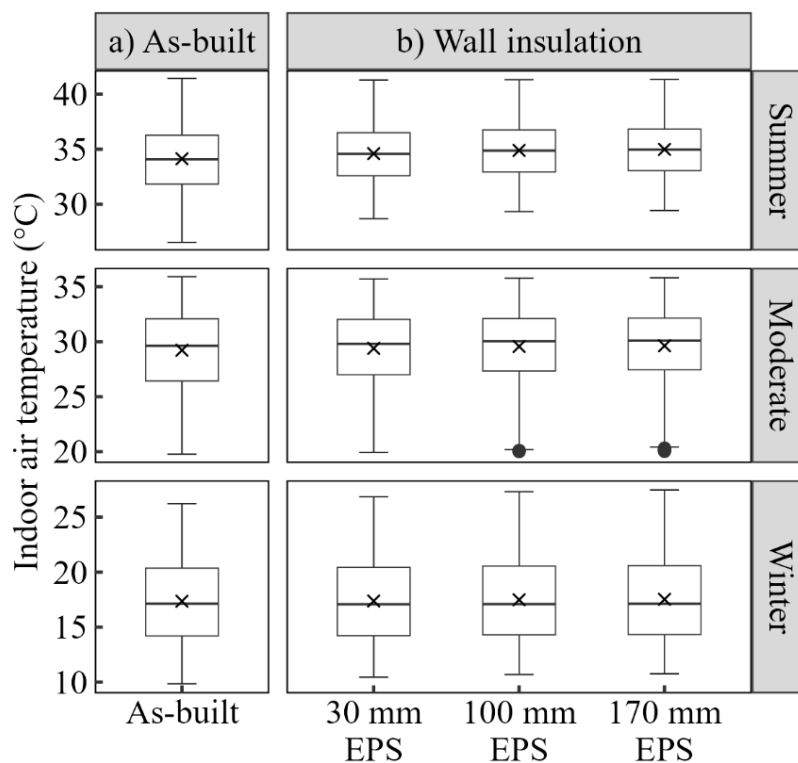 a) As-built
b) Wall insulation
Indoor air temperature (°C)
40
35
30
Summer
35
30
25
20
Moderate
25
20
15
10
Winter
As-built
30 mm
EPS
100 mm
EPS
170 mm
EPS